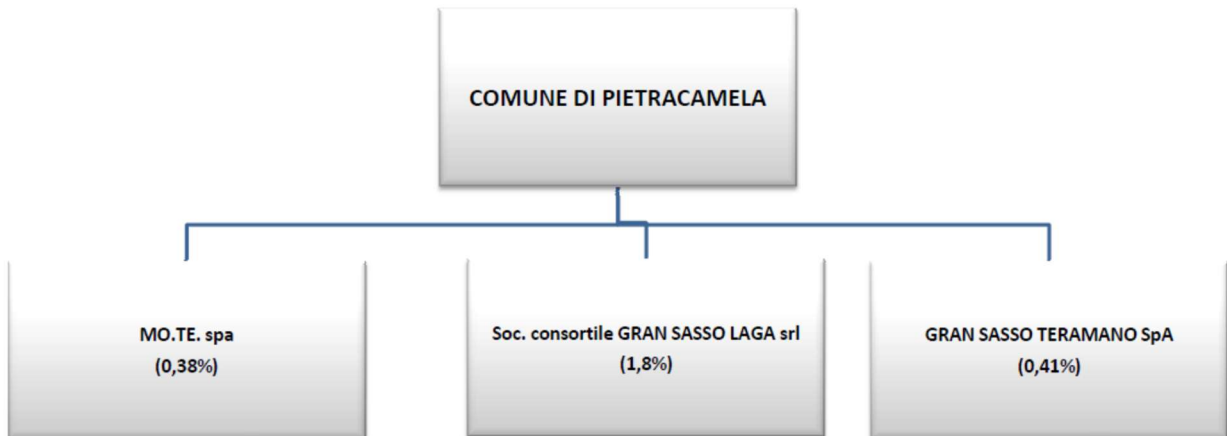 COMUNE DI PIETRACAMELA
MO.TE. spa
(0,38%)
Soc. consortile GRAN SASSO LAGA srl
(1,8%)
GRAN SASSO TERAMANO SpA
(0,41%)